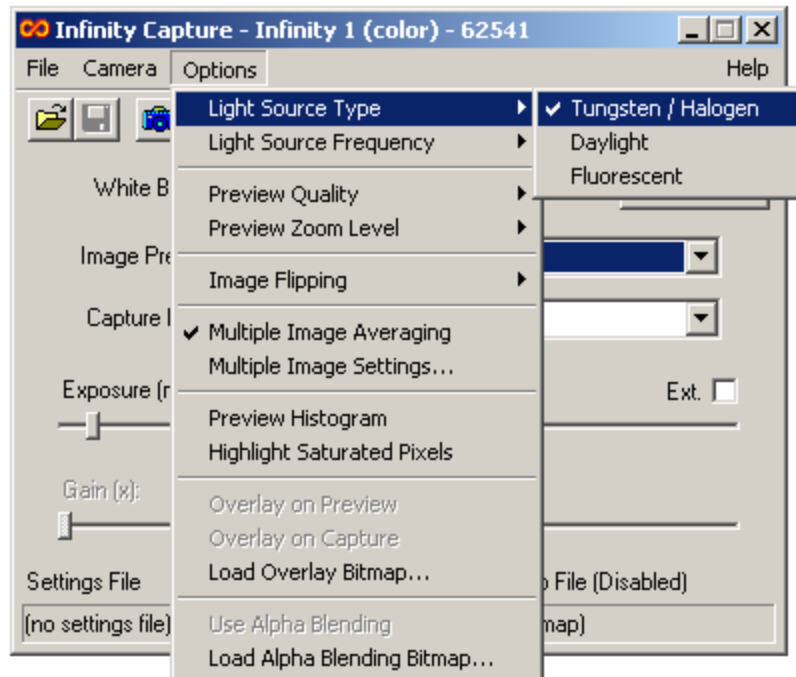 Infinity Capture - Infinity 1 (color) - 62541
File Camera Options Help
Light Source Type
Tungsten / Halogen
Light Source Frequency
Daylight
Fluorescent
White B
Preview Quality
Preview Zoom Level
Image Pre
Image Flipping
Capture
Multiple Image Averaging
Multiple Image Settings...
Exposure (
Ext.
Preview Histogram
Highlight Saturated Pixels
Gain (x):
Overlay on Preview
Overlay on Capture
Settings File
Load Overlay Bitmap...
File (Disabled)
(no settings file)
Use Alpha Blending
map)
Load Alpha Blending Bitmap...